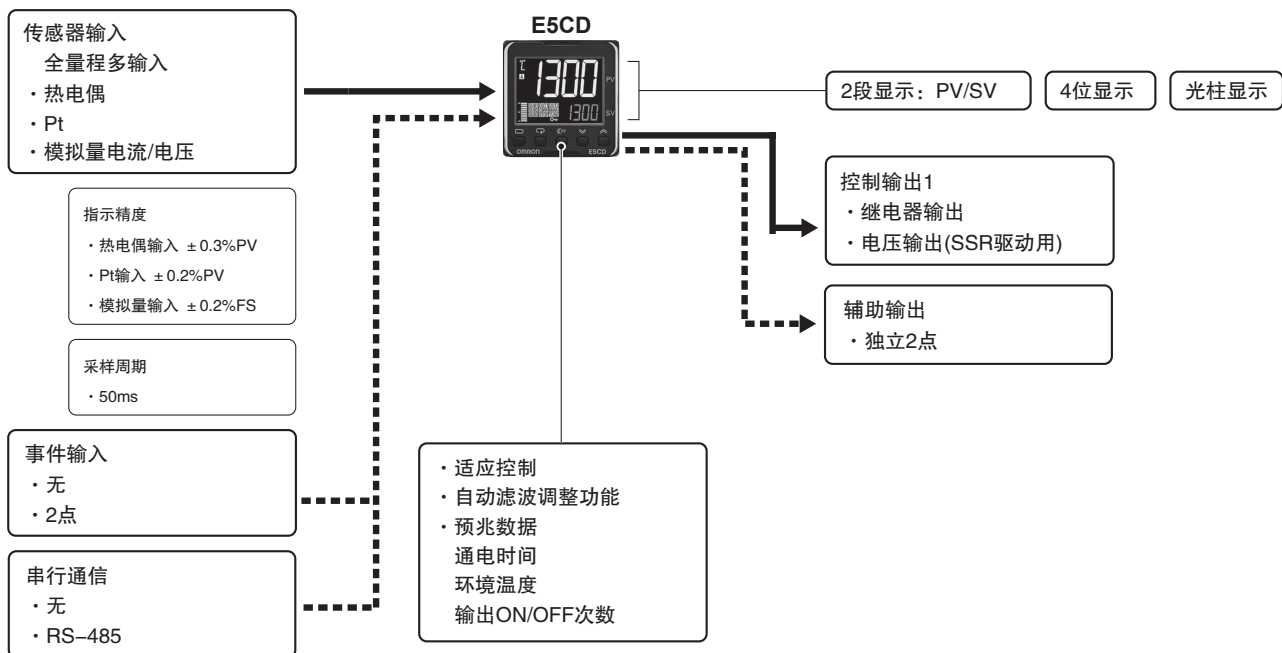 传感器输入
全量程多输入
・热电偶
・Pt
・模拟量电流/电压
指示精度
・热电偶输入 ±0.3%PV
・Pt输入 ±0.2%PV
・模拟量输入 ±0.2%FS
采样周期
・50ms
事件输入
・无
・2点
串行通信
・无
・RS–485
E5CD
1300
PV
1300
SV
OMRON E5CD
・适应控制
・自动滤波调整功能
・预兆数据
通电时间
环境温度
输出ON/OFF次数
2段显示：PV/SV
4位显示
光柱显示
控制输出1
・继电器输出
・电压输出(SSR驱动用)
辅助输出
・独立2点